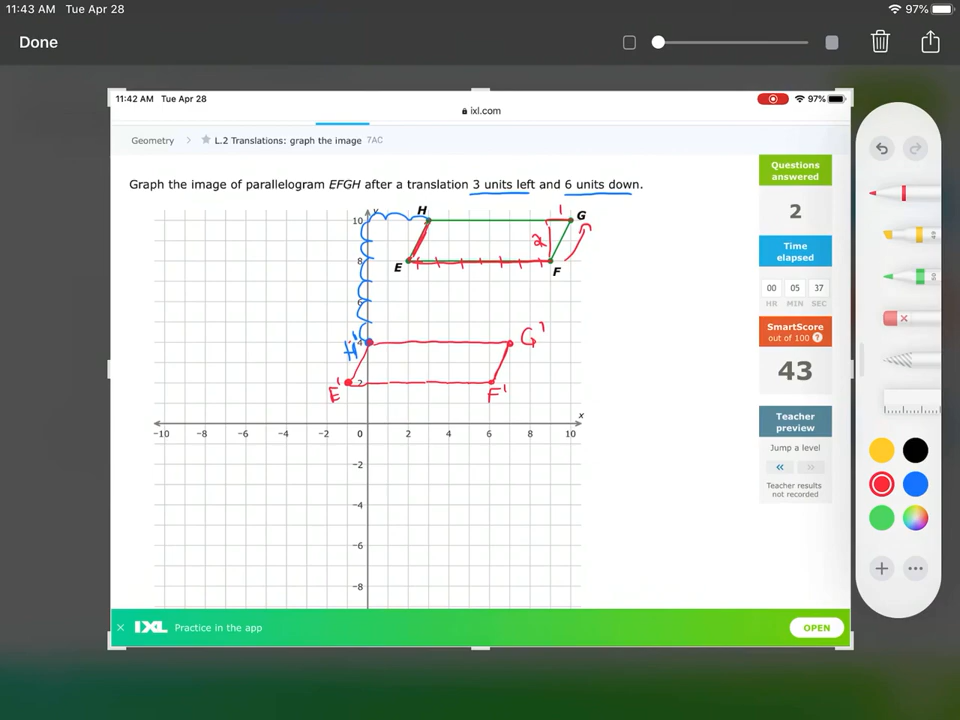 11:43 AM Tue Apr 28 97%
Done
11:42 AM Tue Apr 28 97%
ixl.com
Geometry > L.2 Translations: graph the image 7AC
Graph the image of parallelogram EFGH after a translation 3 units left and 6 units down.
Questions answered
2
Time elapsed
00 05 37
HR MIN SEC
SmartScore
out of 100 ?
43
Teacher preview
Jump a level
« »
Teacher results not recorded
y
10 H 1 G
2
8 E F
6
H' 4 G'
E' 2 F'
x
-10 -8 -6 -4 -2 0 2 4 6 8 10
-2
-4
-6
-8
× IXL Practice in the app OPEN
49
50